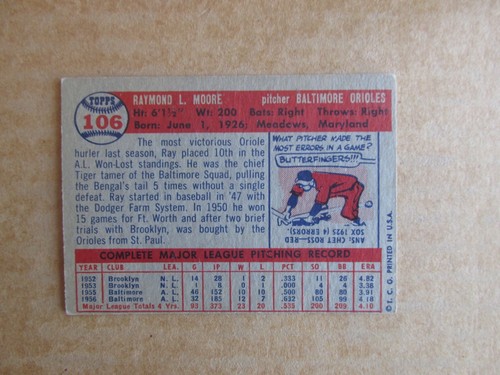 TOPPS
106
RAYMOND L. MOORE pitcher BALTIMORE ORIOLES
Ht: 6'1½" Wt: 200 Bats: Right Throws: Right
Born: June 1, 1926; Meadows, Maryland
The most victorious Oriole
hurler last season, Ray placed 10th in the
A.L. Won-Lost standings. He was the chief
Tiger tamer of the Baltimore Squad, pulling
the Bengal's tail 5 times without a single
defeat. Ray started in baseball in '47 with
the Dodger Farm System. In 1950 he won
15 games for Ft. Worth and after two brief
trials with Brooklyn, was bought by the
Orioles from St. Paul.
WHAT PITCHER MADE THE
MOST ERRORS IN A GAME?
BUTTERFINGERS!!!
ANS CHET ROSS—RED
SOX 1925 (4 ERRORS)
COMPLETE MAJOR LEAGUE PITCHING RECORD
YEAR CLUB LEA. G IP W L PCT SO BB ERA
1952 Brooklyn N. L. 14 28 1 2 .333 11 26 4.82
1953 Brooklyn N. L. 1 8 0 1 .000 4 4 3.38
1955 Baltimore A. L. 46 152 10 10 .500 80 80 3.91
1956 Baltimore A. L. 32 185 12 7 .632 105 99 4.18
Major League Totals 4 Yrs. 93 373 23 20 .535 200 209 4.10
© T. C. G. PRINTED IN U.S.A.